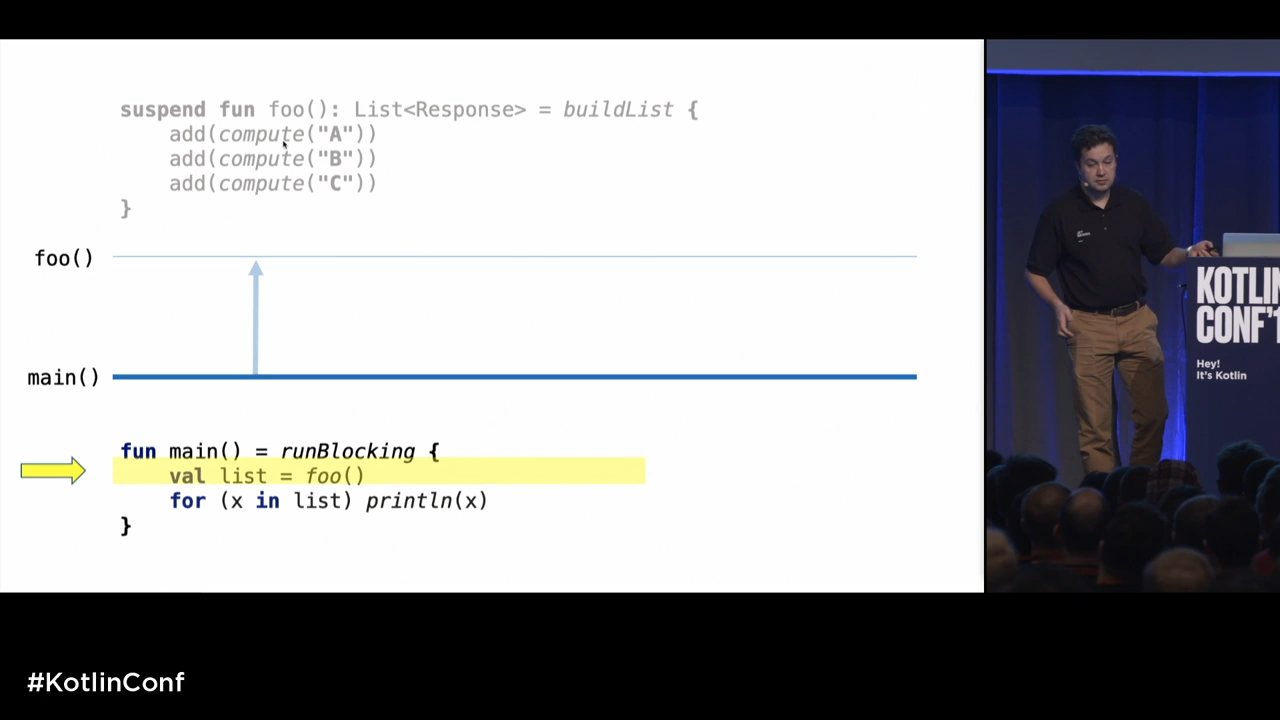 suspend fun foo(): List<Response> = buildList {
    add(compute("A"))
    add(compute("B"))
    add(compute("C"))
}
foo()
main()
fun main() = runBlocking {
    val list = foo()
    for (x in list) println(x)
}
KOTLIN
CONF'1
Hey!
It's Kotlin
#KotlinConf